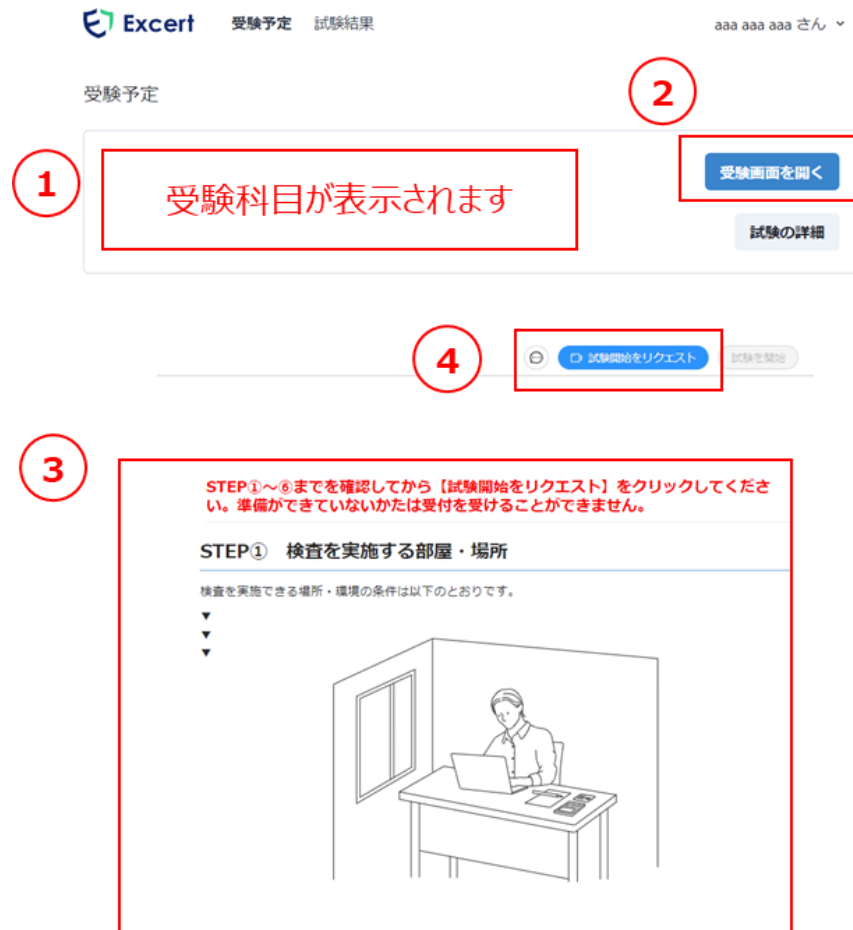 Excert 受験予定 試験結果 aaa aaa aaa さん
受験予定
②
①
受験科目が表示されます
受験画面を開く
試験の詳細
④
試験開始をリクエスト 試験を開始
③
STEP①～⑥までを確認してから【試験開始をリクエスト】をクリックしてくださ
い。準備ができていないかたは受付を受けることができません。
STEP① 検査を実施する部屋・場所
検査を実施できる場所・環境の条件は以下のとおりです。
▼
▼
▼